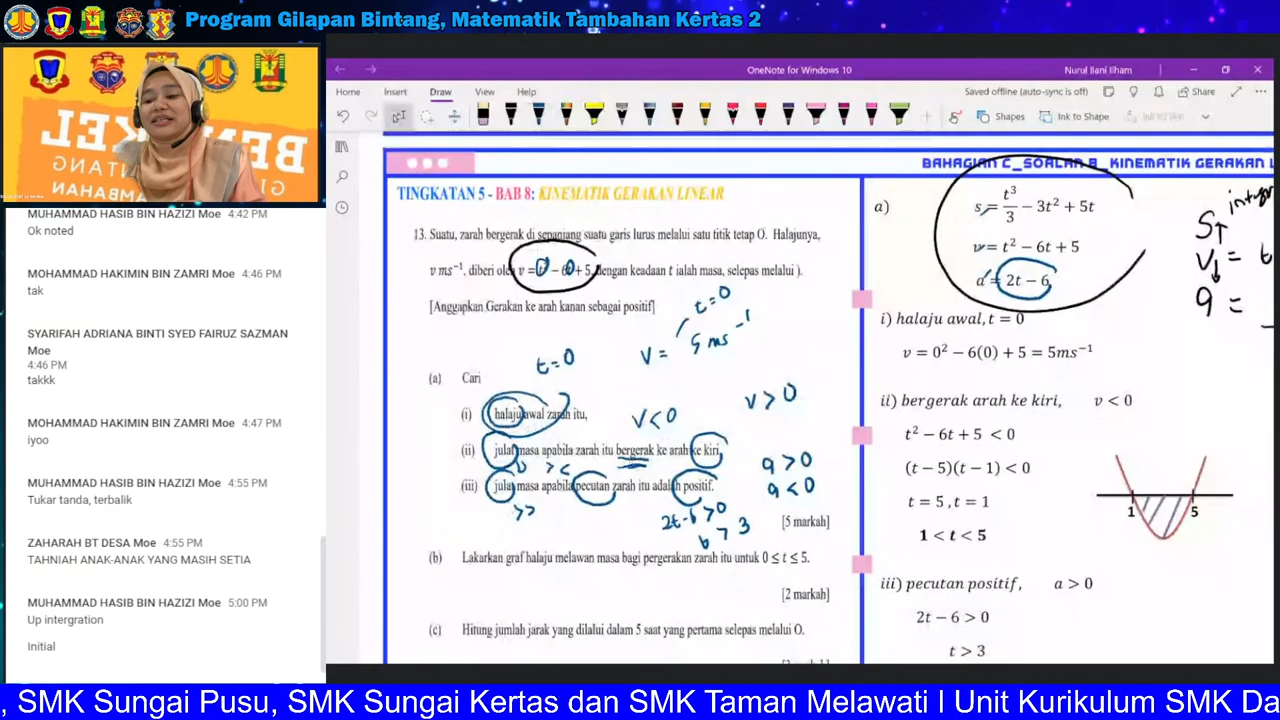 Program Gilapan Bintang, Matematik Tambahan Kertas 2
MUHAMMAD HASIB BIN HAZIZI Moe 4:42 PM
Ok noted
MOHAMAD HAKIMIN BIN ZAMRI Moe 4:46 PM
tak
SYARIFAH ADRIANA BINTI SYED FAIRUZ SAZMAN
Moe
4:46 PM
takkk
MOHAMAD HAKIMIN BIN ZAMRI Moe 4:47 PM
iyoo
MUHAMMAD HASIB BIN HAZIZI Moe 4:55 PM
Tukar tanda, terbalik
ZAHARAH BT DESA Moe 4:55 PM
TAHNIAH ANAK-ANAK YANG MASIH SETIA
MUHAMMAD HASIB BIN HAZIZI Moe 5:00 PM
Up intergration
Initial
OneNote for Windows 10
Nurul Ilani Ilham
Home Insert Draw View Help
Saved offline (auto-sync is off)
Share
Shapes
Ink to Shape
TINGKATAN 5 - BAB 8: KINEMATIK GERAKAN LINEAR
13. Suatu, zarah bergerak di sepanjang suatu garis lurus melalui satu titik tetap O. Halajunya,
v ms⁻¹, diberi oleh v = t² − 6t + 5, dengan keadaan t ialah masa, selepas melalui ).
[Anggapkan Gerakan ke arah kanan sebagai positif]
t=0
v = 5 ms⁻¹
t=0
(a) Cari
(i) halaju awal zarah itu,
v<0
v>0
(ii) julat masa apabila zarah itu bergerak ke arah ke kiri,
> <
a>0
(iii) julat masa apabila pecutan zarah itu adalah positif.
a<0
>>
2t-6>0
t > 3
[5 markah]
(b) Lakarkan graf halaju melawan masa bagi pergerakan zarah itu untuk 0 ≤ t ≤ 5.
[2 markah]
(c) Hitung jumlah jarak yang dilalui dalam 5 saat yang pertama selepas melalui O.
BAHAGIAN C_SOALAN 8_KINEMATIK GERAKAN L
a)
s = t³/3 − 3t² + 5t
v = t² − 6t + 5
a = 2t − 6
S
v = t
a =
i) halaju awal, t = 0
v = 0² − 6(0) + 5 = 5ms⁻¹
ii) bergerak arah ke kiri, v < 0
t² − 6t + 5 < 0
(t − 5)(t − 1) < 0
t = 5 , t = 1
1 < t < 5
1 5
iii) pecutan positif, a > 0
2t − 6 > 0
t > 3
, SMK Sungai Pusu, SMK Sungai Kertas dan SMK Taman Melawati l Unit Kurikulum SMK Da